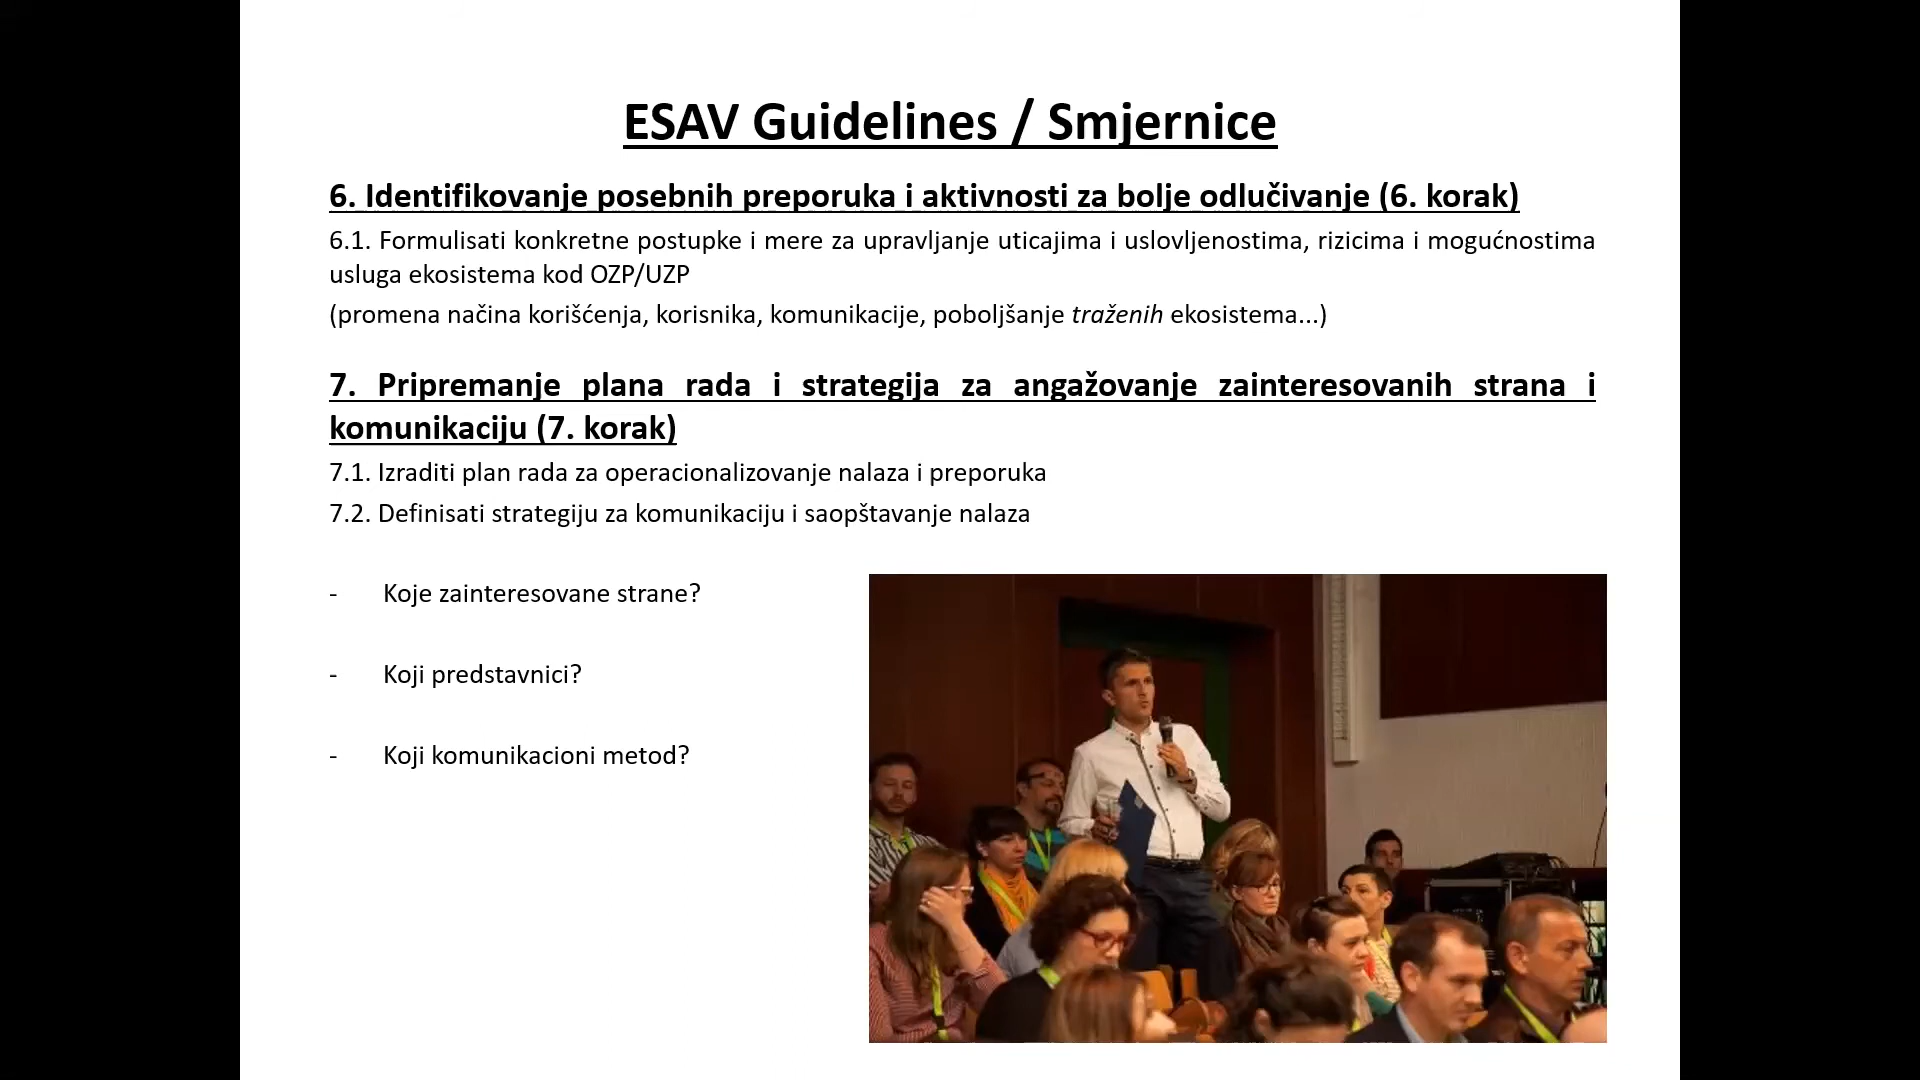 ESAV Guidelines / Smjernice
6. Identifikovanje posebnih preporuka i aktivnosti za bolje odlučivanje (6. korak)
6.1. Formulisati konkretne postupke i mere za upravljanje uticajima i uslovljenostima, rizicima i mogućnostima
usluga ekosistema kod OZP/UZP
(promena načina korišćenja, korisnika, komunikacije, poboljšanje traženih ekosistema...)
7. Pripremanje plana rada i strategija za angažovanje zainteresovanih strana i
komunikaciju (7. korak)
7.1. Izraditi plan rada za operacionalizovanje nalaza i preporuka
7.2. Definisati strategiju za komunikaciju i saopštavanje nalaza
- Koje zainteresovane strane?
- Koji predstavnici?
- Koji komunikacioni metod?